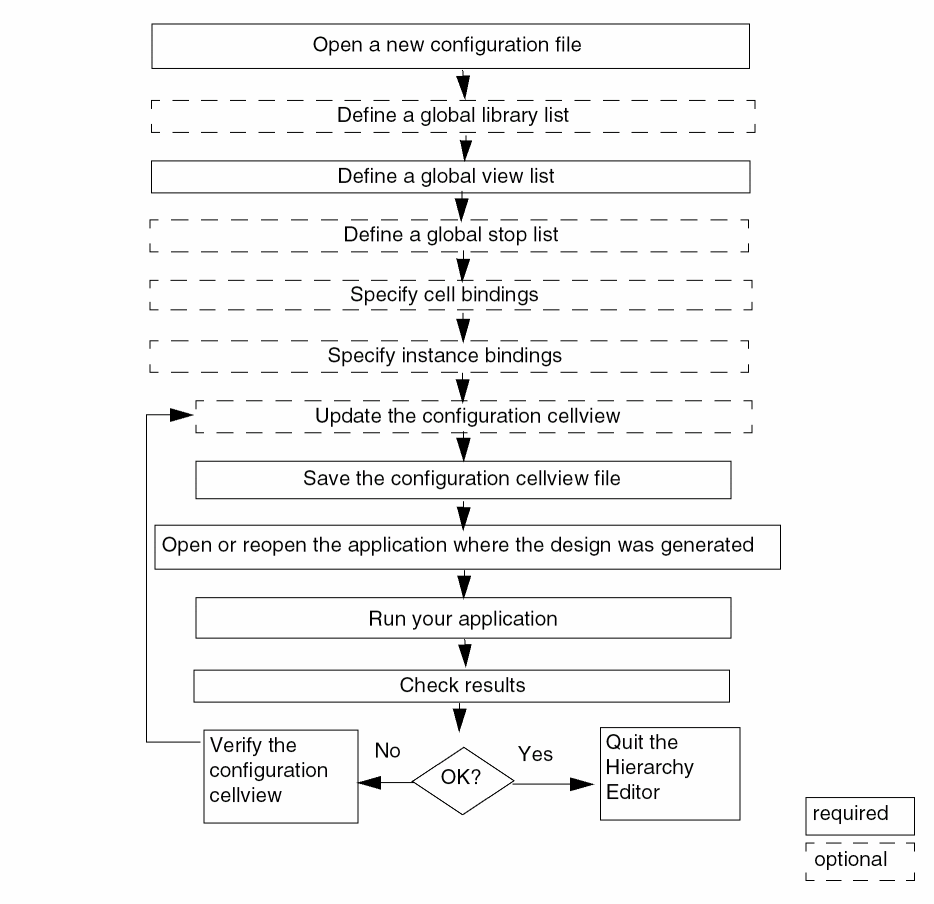 Open a new configuration file
Define a global library list
Define a global view list
Define a global stop list
Specify cell bindings
Specify instance bindings
Update the configuration cellview
Save the configuration cellview file
Open or reopen the application where the design was generated
Run your application
Check results
Verify the
configuration
cellview
No
OK?
Yes
Quit the
Hierarchy
Editor
required
optional